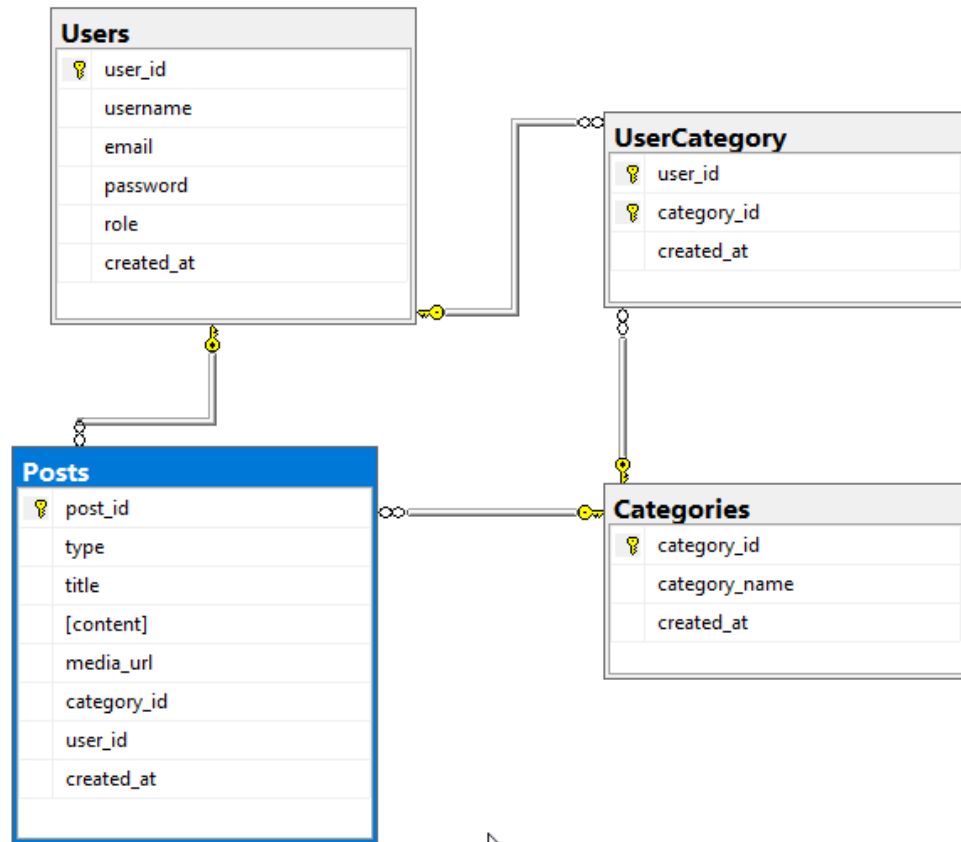 Users
user_id
username
email
password
role
created_at
UserCategory
user_id
category_id
created_at
Posts
post_id
type
title
[content]
media_url
category_id
user_id
created_at
Categories
category_id
category_name
created_at